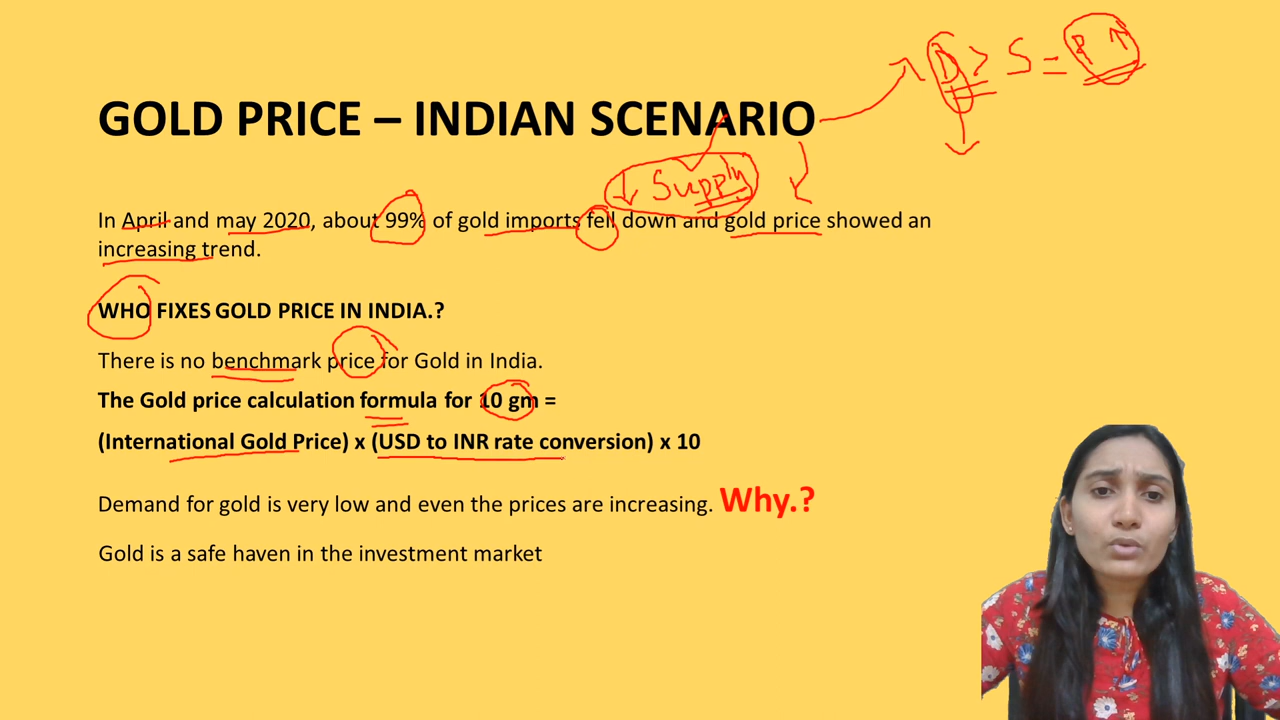 D > S = P ↑
GOLD PRICE – INDIAN SCENARIO
↓ Supply
In April and may 2020, about 99% of gold imports fell down and gold price showed an
increasing trend.
WHO FIXES GOLD PRICE IN INDIA.?
There is no benchmark price for Gold in India.
The Gold price calculation formula for 10 gm =
(International Gold Price) x (USD to INR rate conversion) x 10
Demand for gold is very low and even the prices are increasing. Why.?
Gold is a safe haven in the investment market